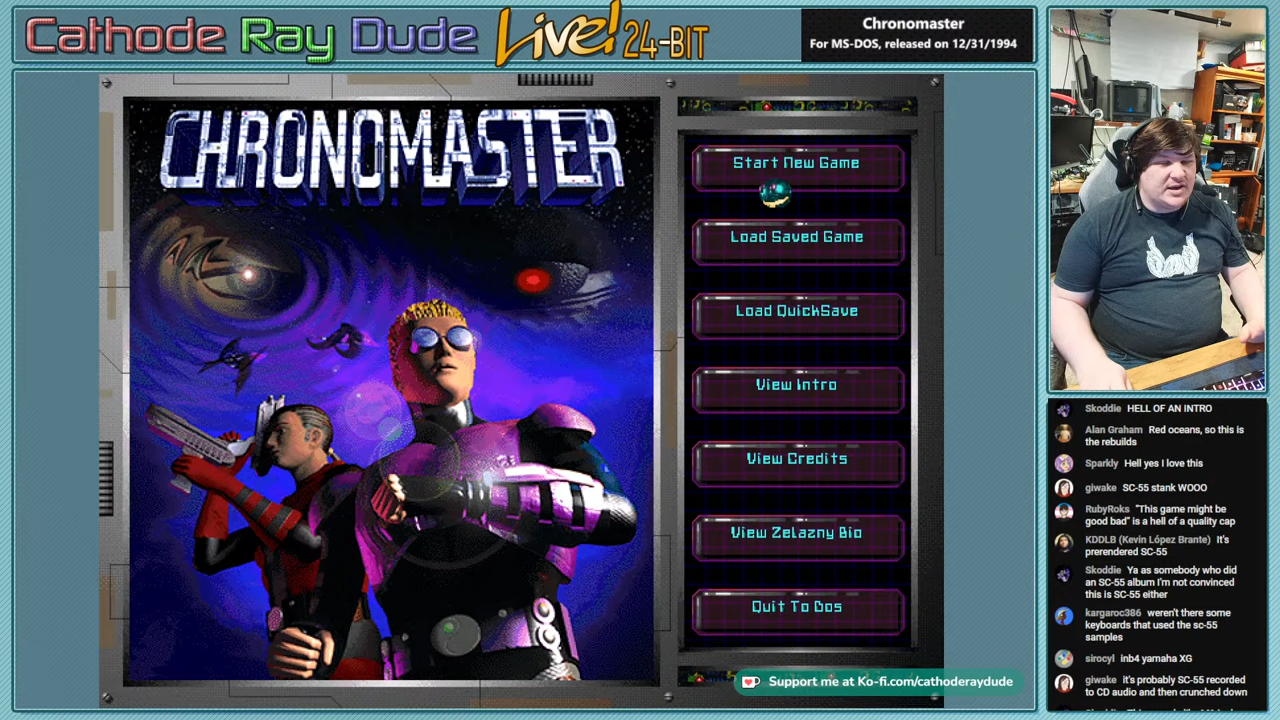 Cathode Ray Dude Live! 24-BIT
Chronomaster
For MS-DOS, released on 12/31/1994
CHRONOMASTER
Start New Game
Load Saved Game
Load QuickSave
View Intro
View Credits
View Zelazny Bio
Quit To Dos
Support me at Ko-fi.com/cathoderaydude
Skoddie HELL OF AN INTRO
Alan Graham Red oceans, so this is
the rebuilds
Sparkly Hell yes I love this
giwake SC-55 stank WOOO
RubyRoks "This game might be
good bad" is a hell of a quality cap
KDDLB (Kevin López Brante) It's
prerendered SC-55
Skoddie Ya as somebody who did
an SC-55 album I'm not convinced
this is SC-55 either
kargaroc386 weren't there some
keyboards that used the sc-55
samples
sirocyl inb4 yamaha XG
giwake it's probably SC-55 recorded
to CD audio and then crunched down